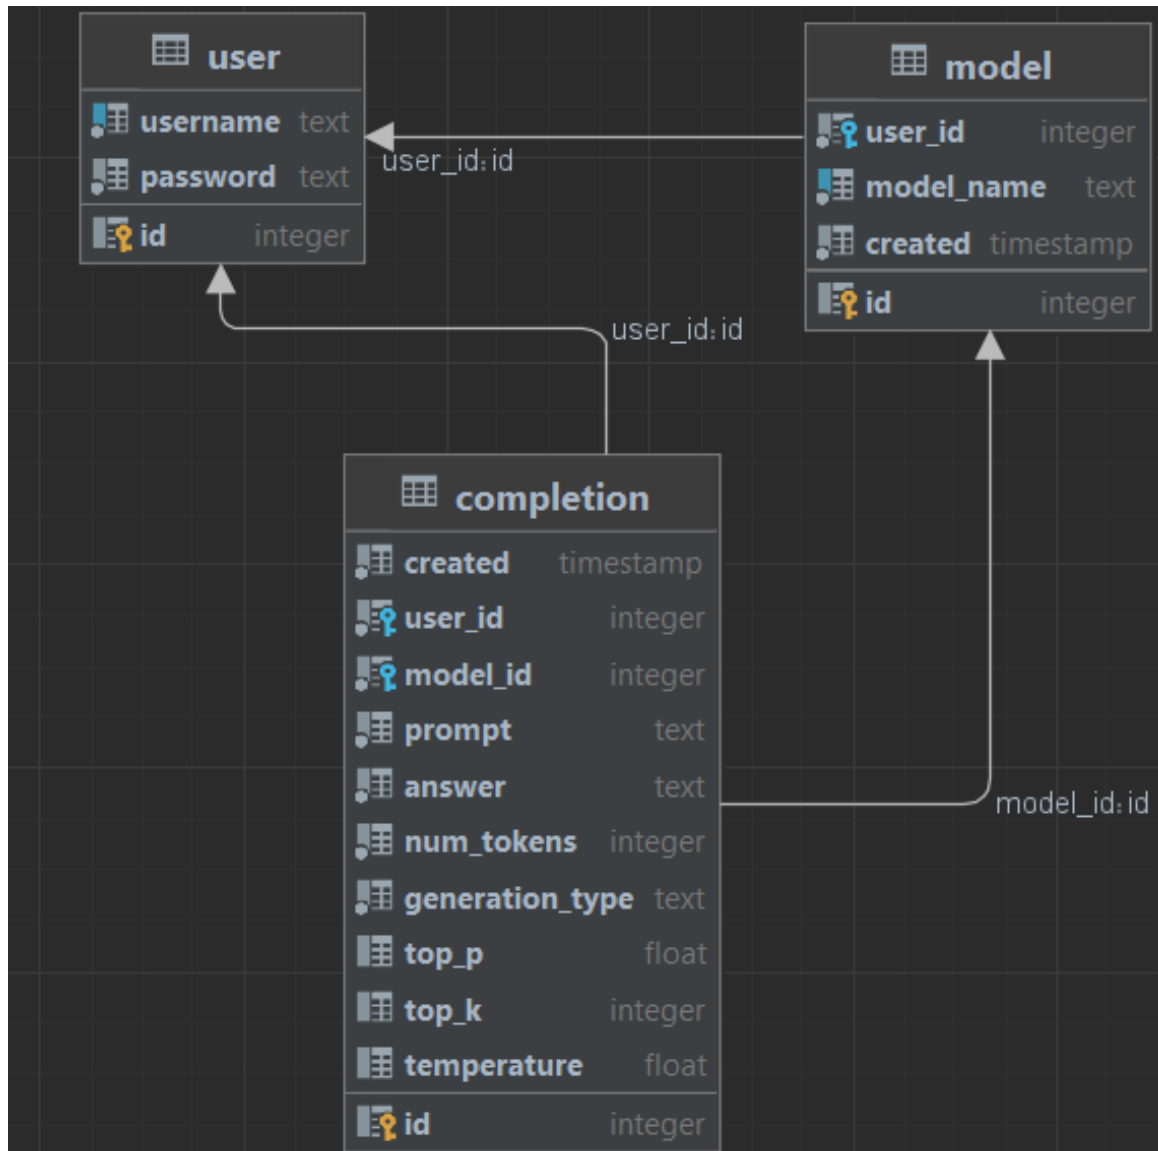 user
username text
password text
id integer
user_id:id
model
user_id integer
model_name text
created timestamp
id integer
user_id:id
completion
created timestamp
user_id integer
model_id integer
prompt text
answer text
num_tokens integer
generation_type text
top_p float
top_k integer
temperature float
id integer
model_id:id